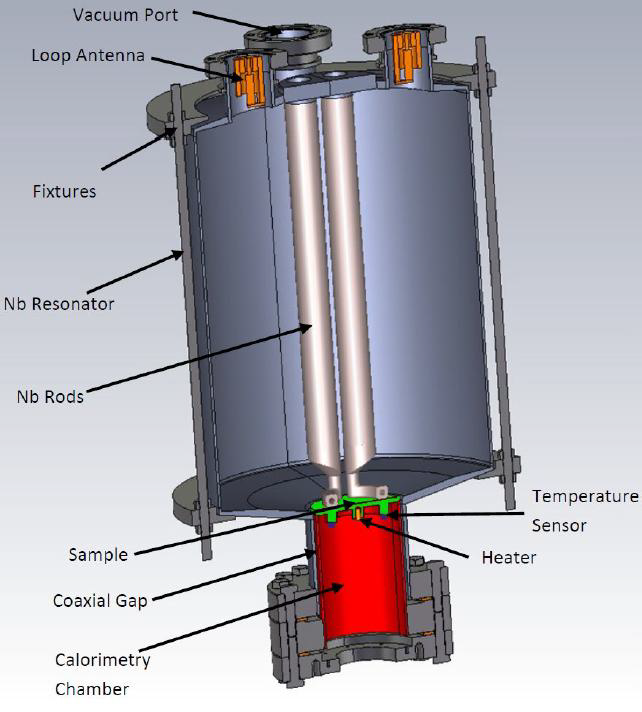 Vacuum Port
Loop Antenna
Fixtures
Nb Resonator
Nb Rods
Temperature
Sensor
Sample
Heater
Coaxial Gap
Calorimetry
Chamber